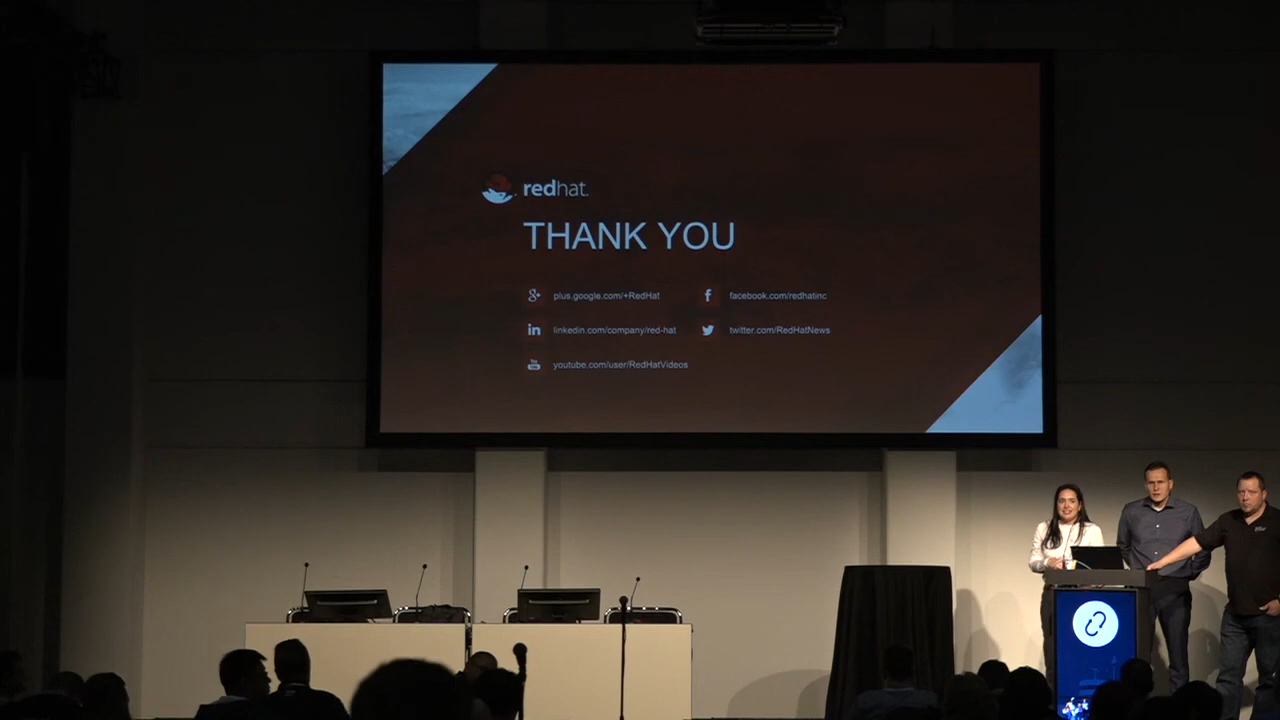 redhat.
THANK YOU
plus.google.com/+RedHat
facebook.com/redhatinc
linkedin.com/company/red-hat
twitter.com/RedHatNews
youtube.com/user/RedHatVideos